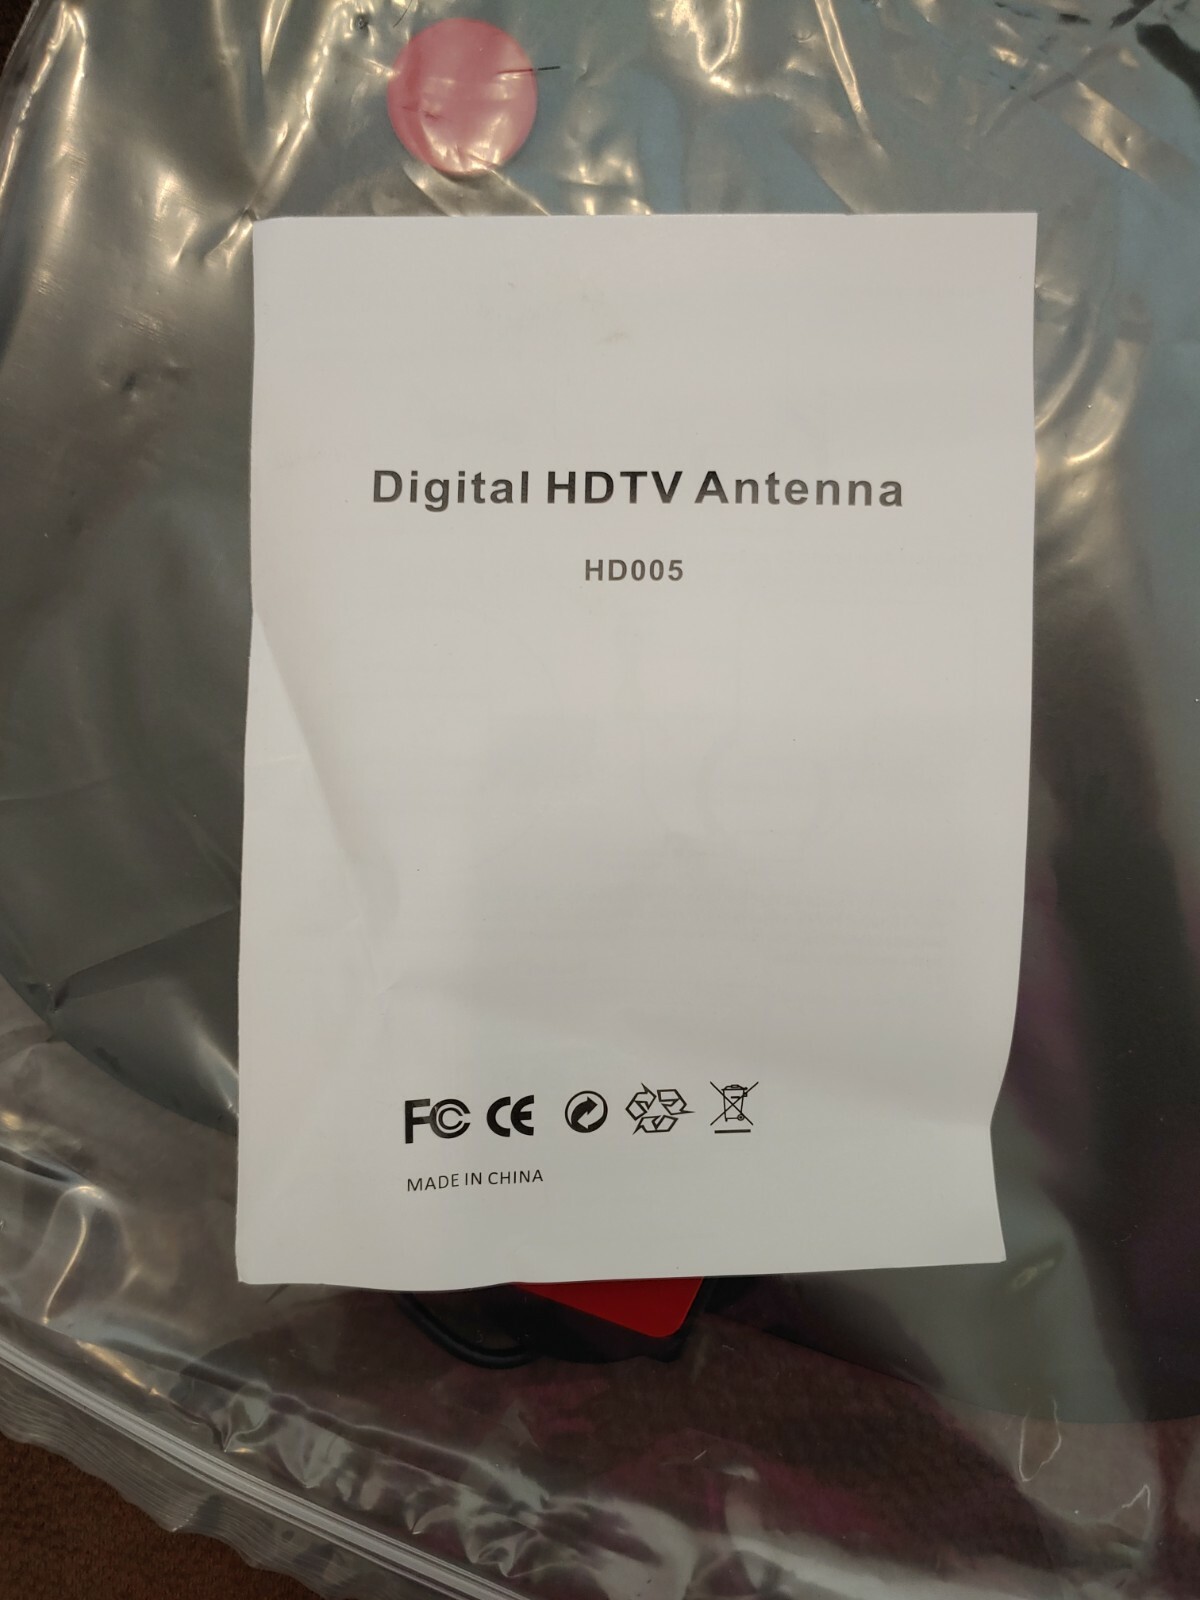 Digital HDTV Antenna
HD005
FC CE
MADE IN CHINA